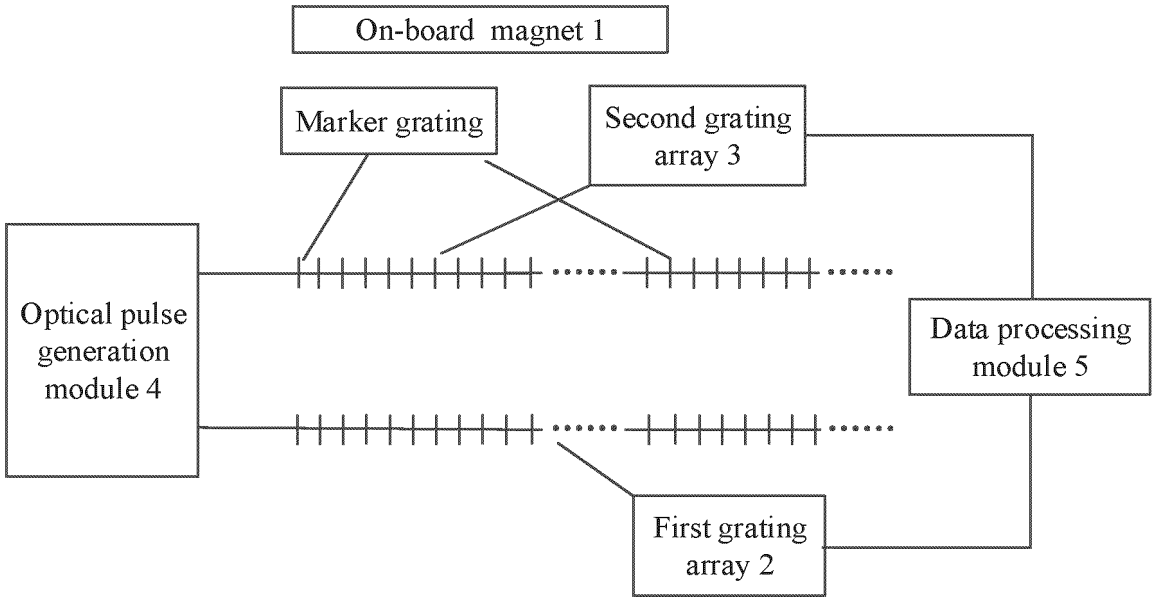 On-board magnet 1
Marker grating
Second grating
array 3
Optical pulse
generation
module 4
Data processing
module 5
First grating
array 2